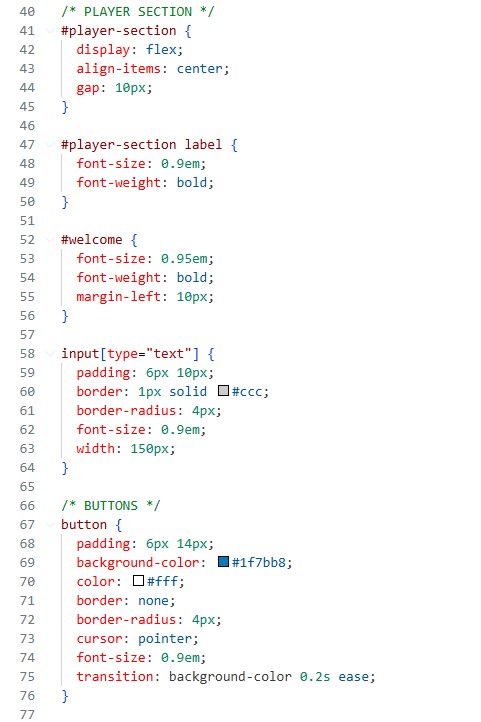 40 /* PLAYER SECTION */
41 #player-section {
42 display: flex;
43 align-items: center;
44 gap: 10px;
45 }
46
47 #player-section label {
48 font-size: 0.9em;
49 font-weight: bold;
50 }
51
52 #welcome {
53 font-size: 0.95em;
54 font-weight: bold;
55 margin-left: 10px;
56 }
57
58 input[type="text"] {
59 padding: 6px 10px;
60 border: 1px solid #ccc;
61 border-radius: 4px;
62 font-size: 0.9em;
63 width: 150px;
64 }
65
66 /* BUTTONS */
67 button {
68 padding: 6px 14px;
69 background-color: #1f7bb8;
70 color: #fff;
71 border: none;
72 border-radius: 4px;
73 cursor: pointer;
74 font-size: 0.9em;
75 transition: background-color 0.2s ease;
76 }
77